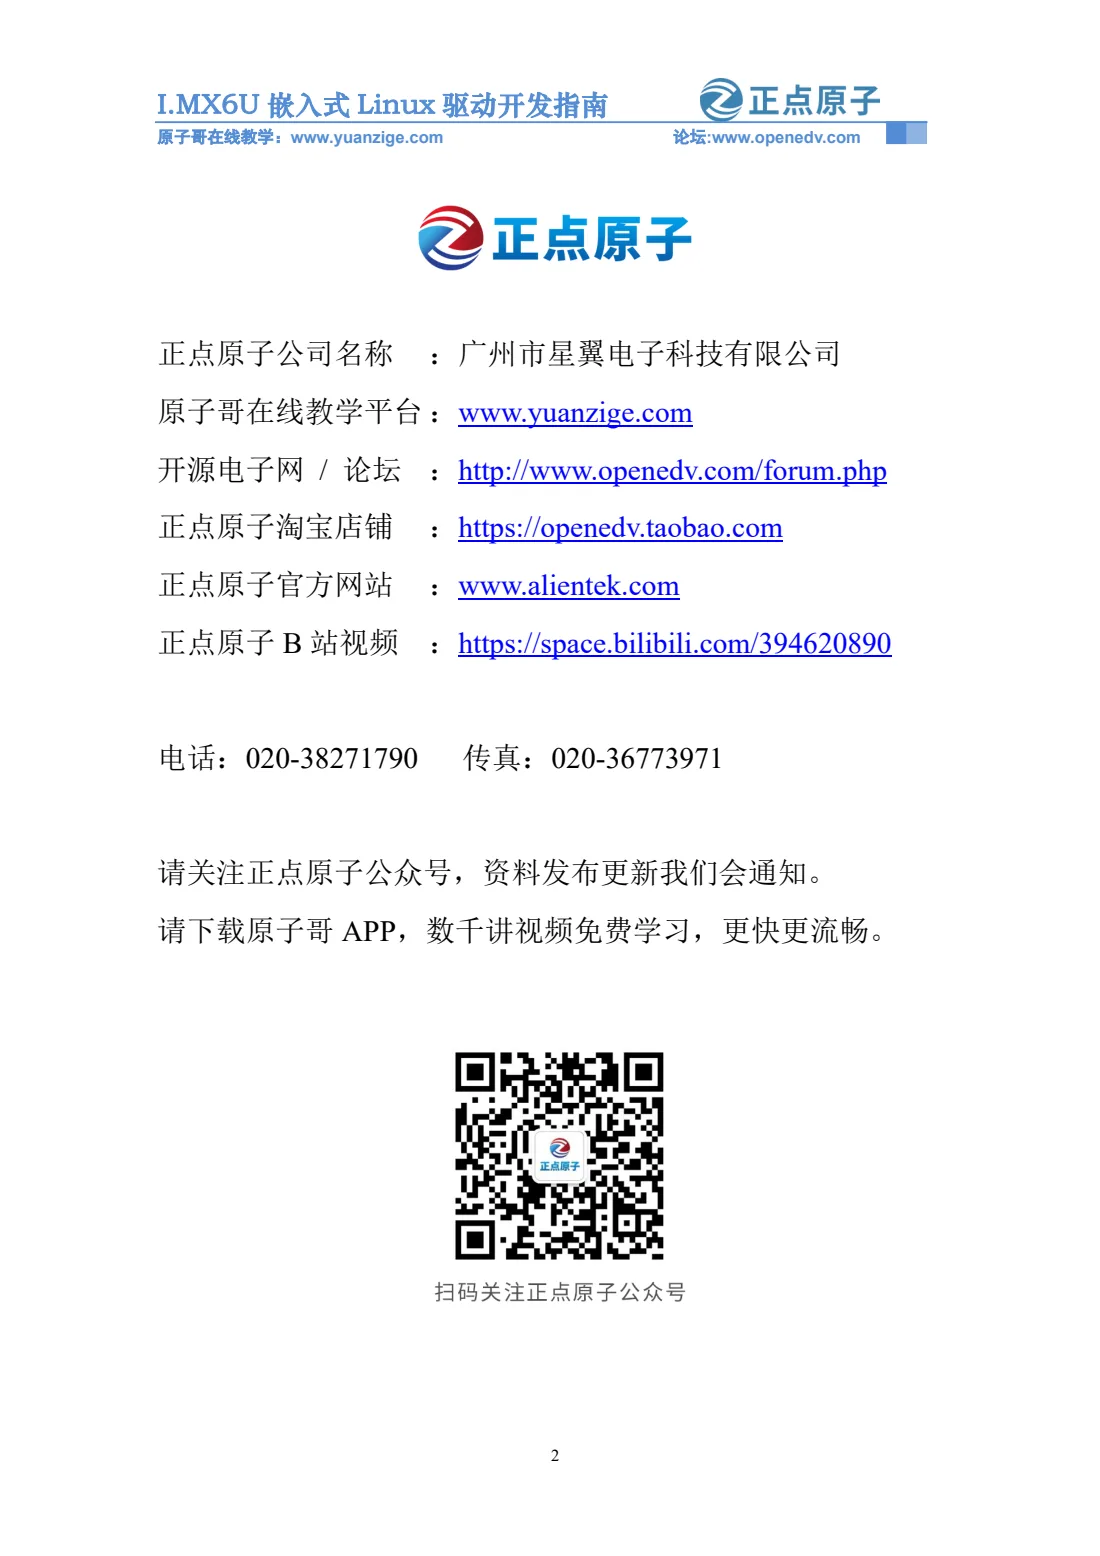 I.MX6U 嵌入式 Linux 驱动开发指南
正点原子
原子哥在线教学：www.yuanzige.com 论坛:www.openedv.com
正点原子
正点原子公司名称 ：广州市星翼电子科技有限公司
原子哥在线教学平台：www.yuanzige.com
开源电子网 / 论坛 ：http://www.openedv.com/forum.php
正点原子淘宝店铺 ：https://openedv.taobao.com
正点原子官方网站 ：www.alientek.com
正点原子 B 站视频 ：https://space.bilibili.com/394620890
电话：020-38271790 传真：020-36773971
请关注正点原子公众号，资料发布更新我们会通知。
请下载原子哥 APP，数千讲视频免费学习，更快更流畅。
正点原子
扫码关注正点原子公众号
2